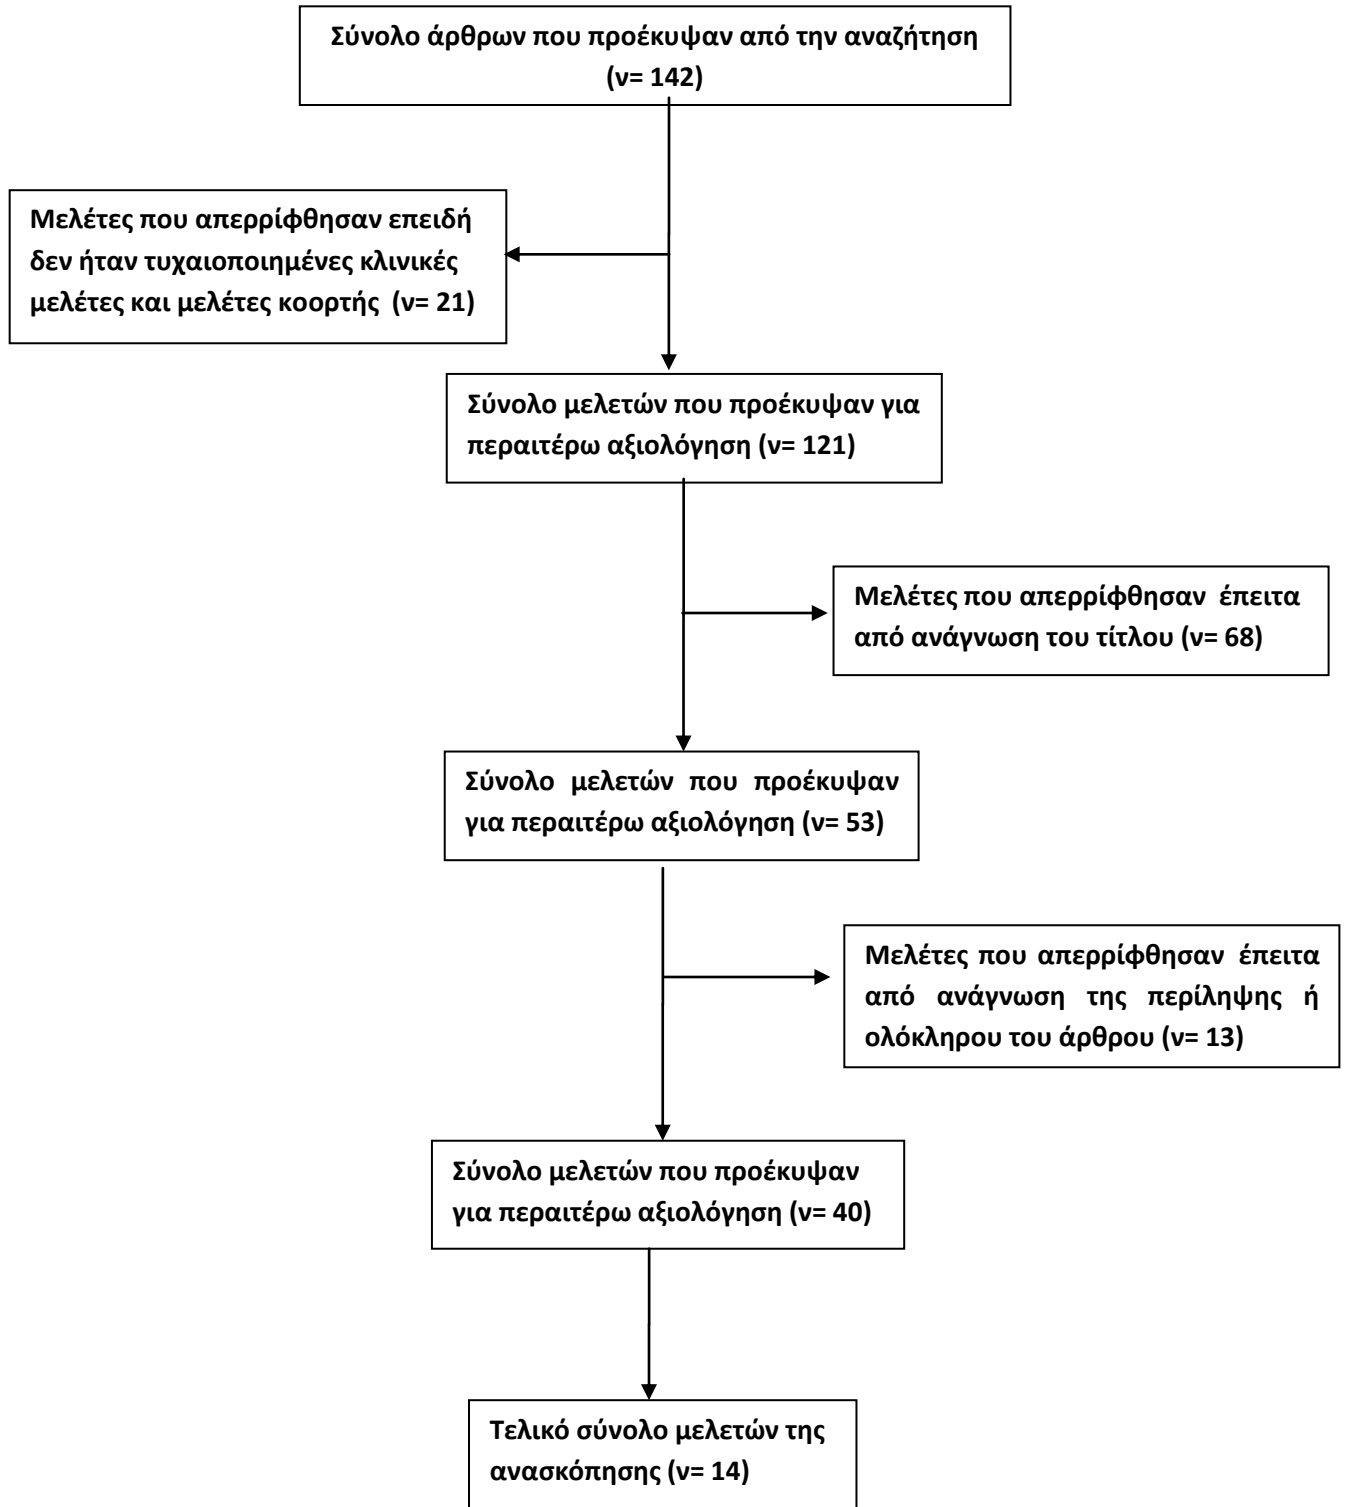 Σύνολο άρθρων που προέκυψαν από την αναζήτηση
(ν= 142)
Μελέτες που απερρίφθησαν επειδή
δεν ήταν τυχαιοποιημένες κλινικές
μελέτες και μελέτες κοορτής (ν= 21)
Σύνολο μελετών που προέκυψαν για
περαιτέρω αξιολόγηση (ν= 121)
Μελέτες που απερρίφθησαν έπειτα
από ανάγνωση του τίτλου (ν= 68)
Σύνολο μελετών που προέκυψαν
για περαιτέρω αξιολόγηση (ν= 53)
Μελέτες που απερρίφθησαν έπειτα
από ανάγνωση της περίληψης ή
ολόκληρου του άρθρου (ν= 13)
Σύνολο μελετών που προέκυψαν
για περαιτέρω αξιολόγηση (ν= 40)
Τελικό σύνολο μελετών της
ανασκόπησης (ν= 14)